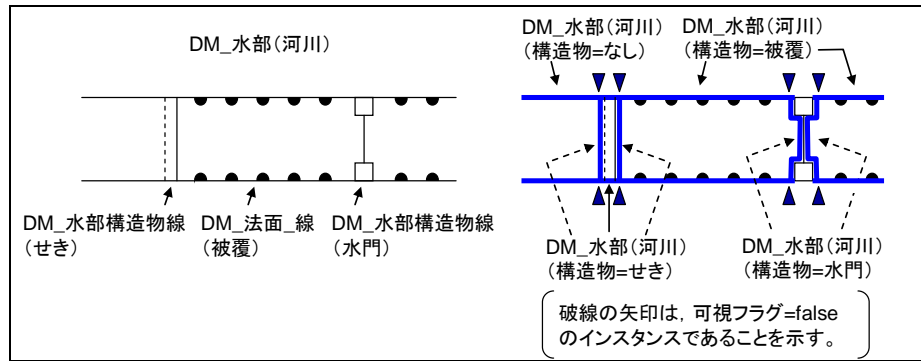 DM_水部(河川)
DM_水部構造物線
(せき)
DM_法面_線
(被覆)
DM_水部構造物線
(水門)
DM_水部(河川)
(構造物=なし)
DM_水部(河川)
(構造物=被覆)
DM_水部(河川)
(構造物=せき)
DM_水部(河川)
(構造物=水門)
破線の矢印は，可視フラグ=false
のインスタンスであることを示す。